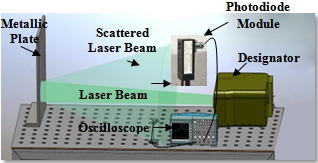 Metallic
Plate
Scattered
Laser Beam
Photodiode
Module
Designator
Laser Beam
Oscilloscope